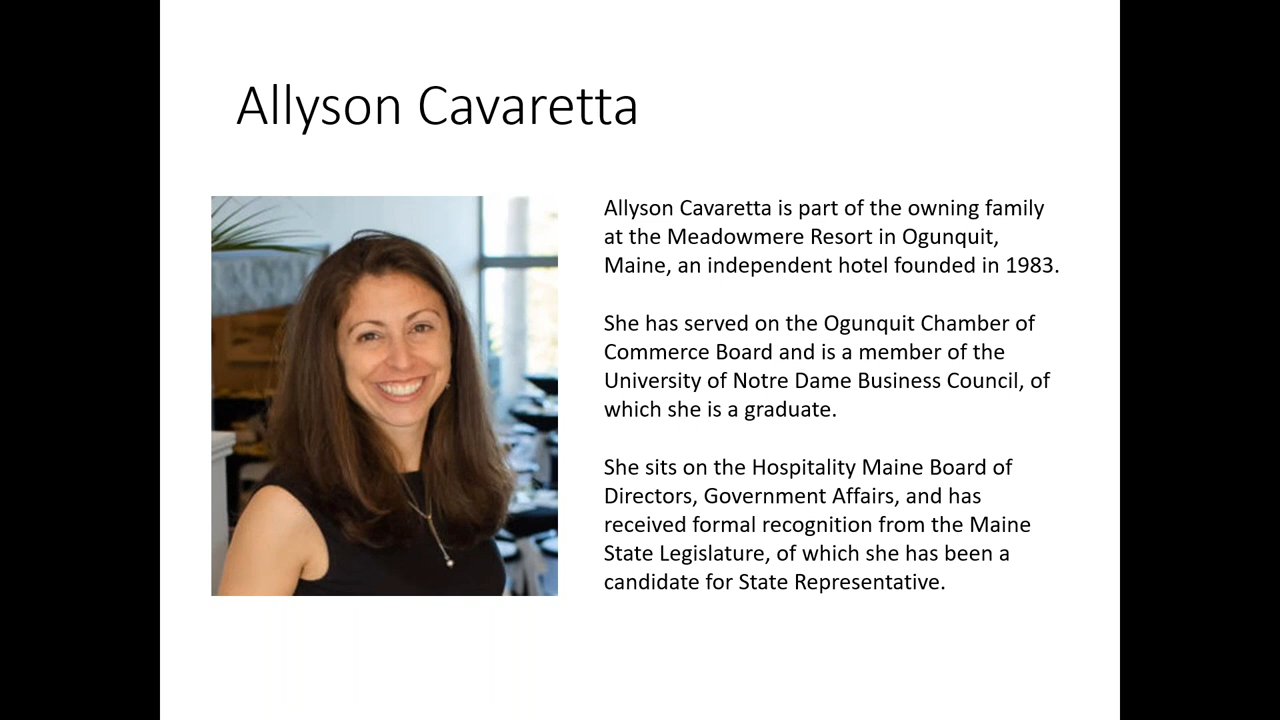 Allyson Cavaretta
Allyson Cavaretta is part of the owning family
at the Meadowmere Resort in Ogunquit,
Maine, an independent hotel founded in 1983.
She has served on the Ogunquit Chamber of
Commerce Board and is a member of the
University of Notre Dame Business Council, of
which she is a graduate.
She sits on the Hospitality Maine Board of
Directors, Government Affairs, and has
received formal recognition from the Maine
State Legislature, of which she has been a
candidate for State Representative.